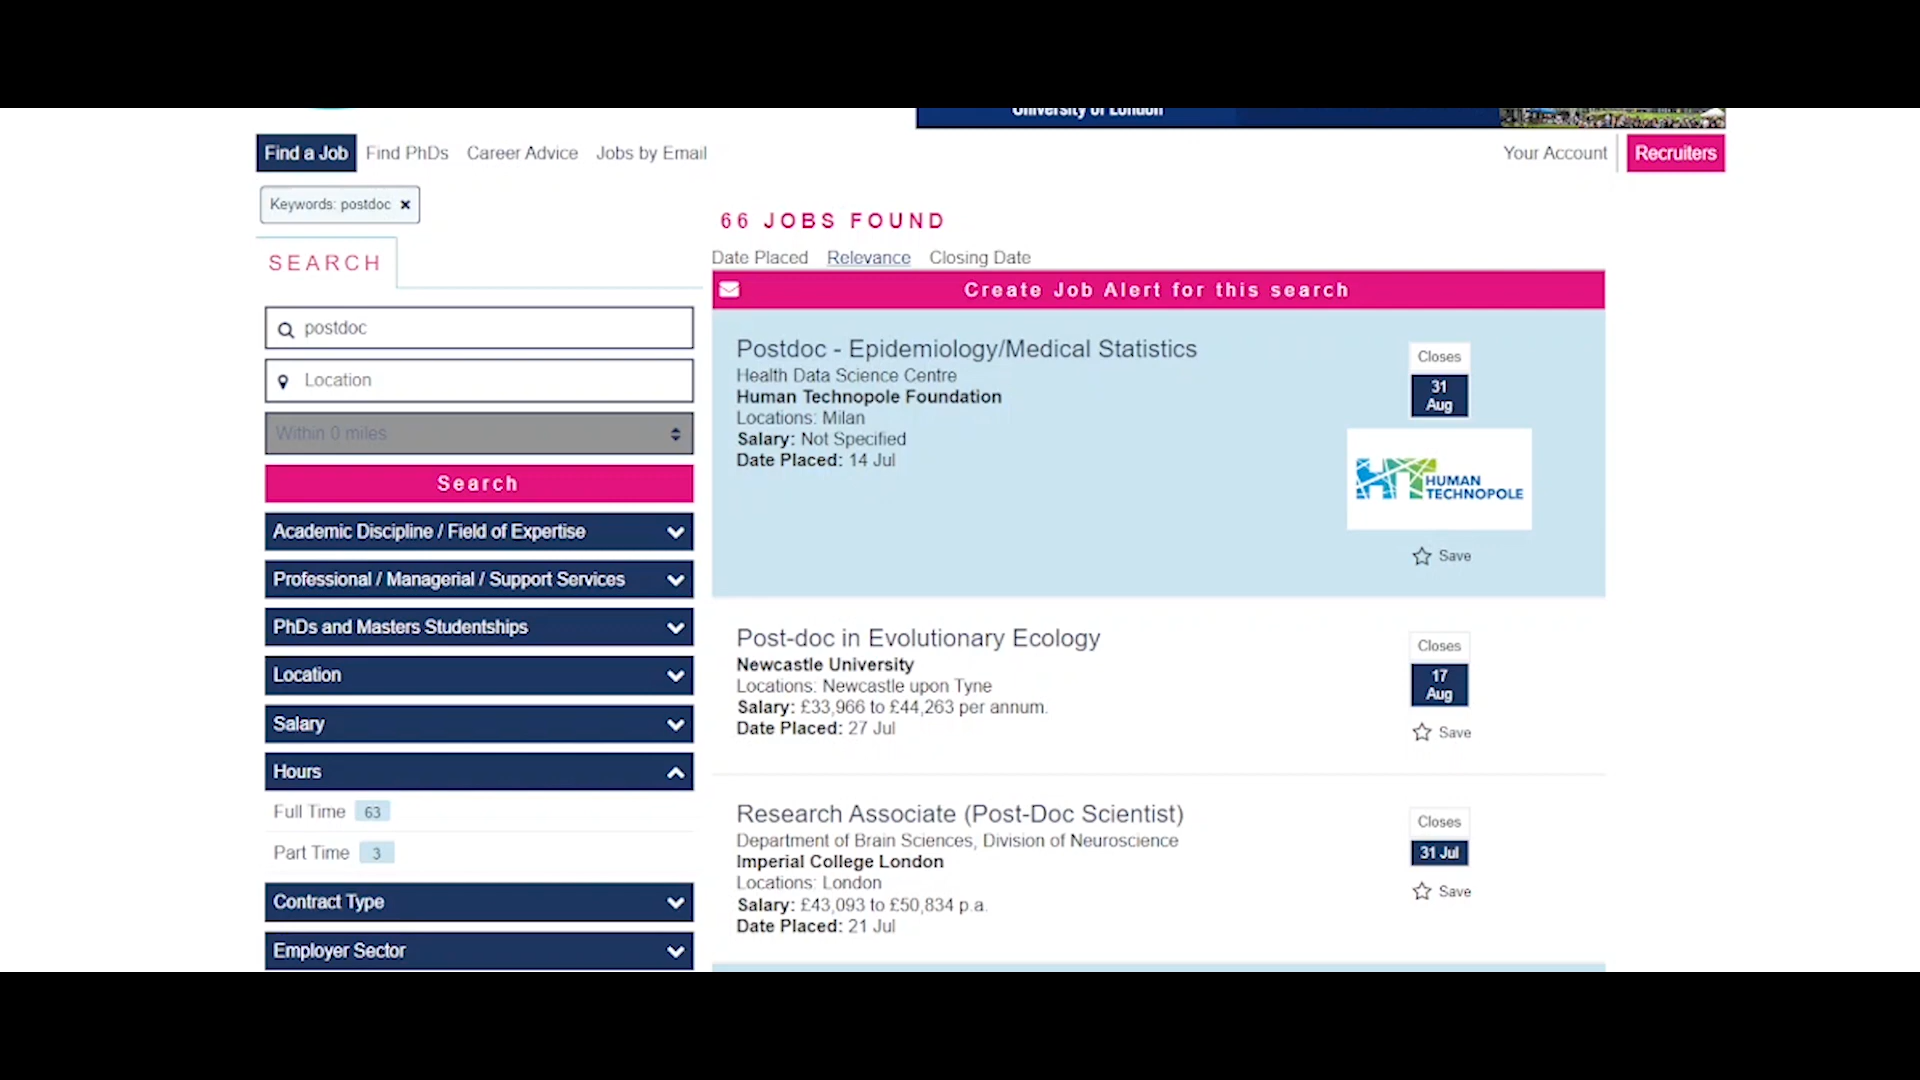 University of London
Find a Job Find PhDs Career Advice Jobs by Email Your Account Recruiters
Keywords: postdoc ×
SEARCH
postdoc
Location
Within 0 miles
Search
Academic Discipline / Field of Expertise
Professional / Managerial / Support Services
PhDs and Masters Studentships
Location
Salary
Hours
Full Time 63
Part Time 3
Contract Type
Employer Sector
66 JOBS FOUND
Date Placed Relevance Closing Date
Create Job Alert for this search
Postdoc - Epidemiology/Medical Statistics
Health Data Science Centre
Human Technopole Foundation
Locations: Milan
Salary: Not Specified
Date Placed: 14 Jul
Closes
31
Aug
HT HUMAN
TECHNOPOLE
Save
Post-doc in Evolutionary Ecology
Newcastle University
Locations: Newcastle upon Tyne
Salary: £33,966 to £44,263 per annum.
Date Placed: 27 Jul
Closes
17
Aug
Save
Research Associate (Post-Doc Scientist)
Department of Brain Sciences, Division of Neuroscience
Imperial College London
Locations: London
Salary: £43,093 to £50,834 p.a.
Date Placed: 21 Jul
Closes
31 Jul
Save